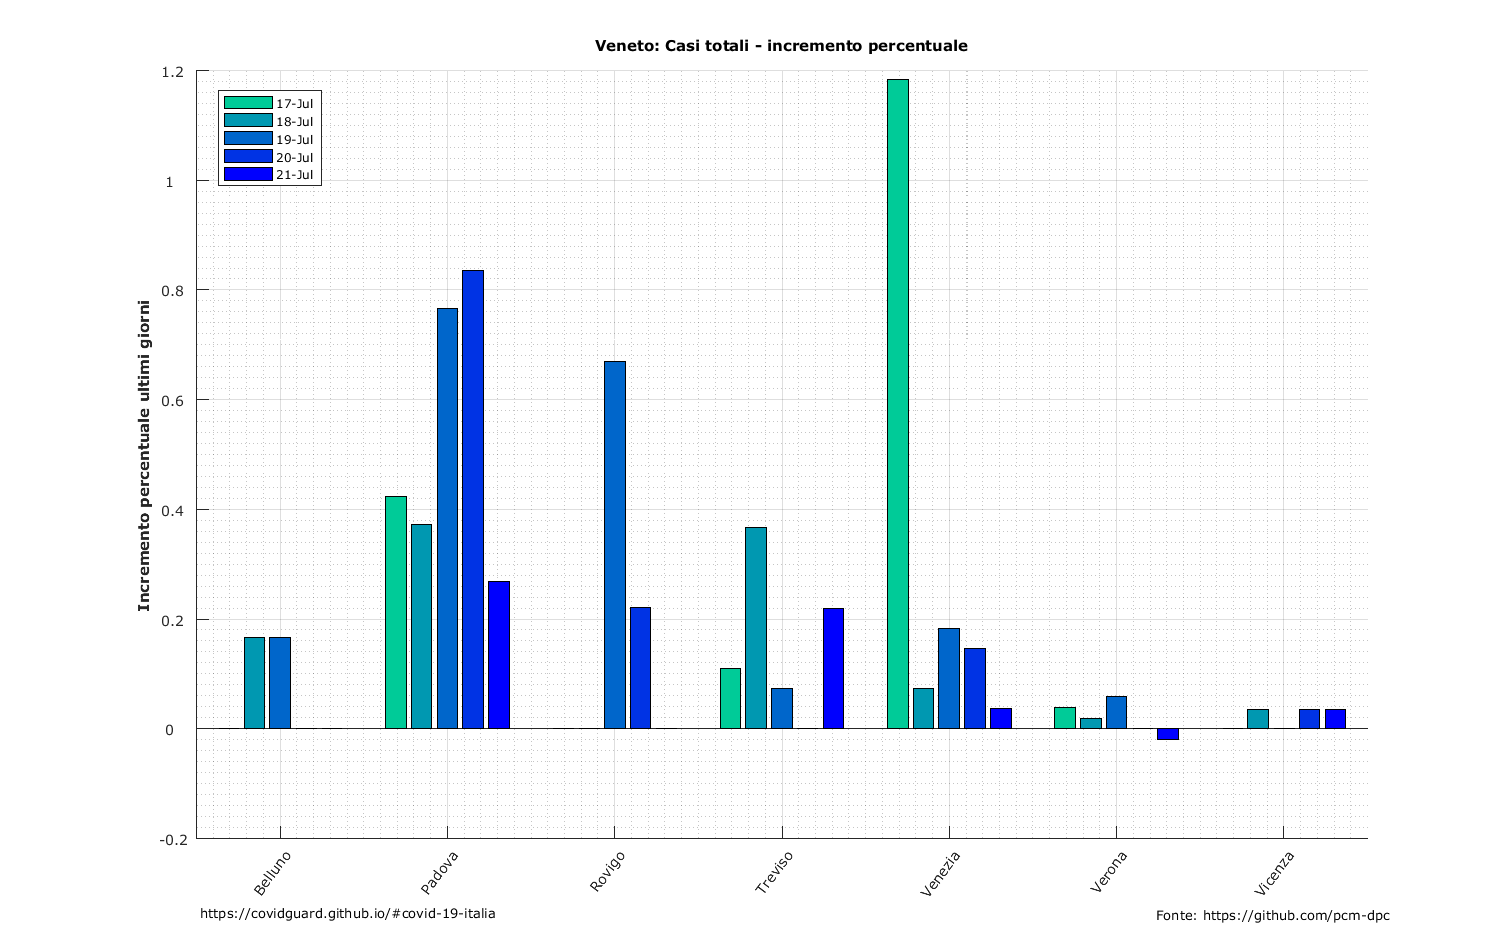 Veneto: Casi totali - incremento percentuale
1.2
1
0.8
0.6
0.4
0.2
0
-0.2
Incremento percentuale ultimi giorni
17-Jul
18-Jul
19-Jul
20-Jul
21-Jul
Belluno
Padova
Rovigo
Treviso
Venezia
Verona
Vicenza
https://covidguard.github.io/#covid-19-italia
Fonte: https://github.com/pcm-dpc